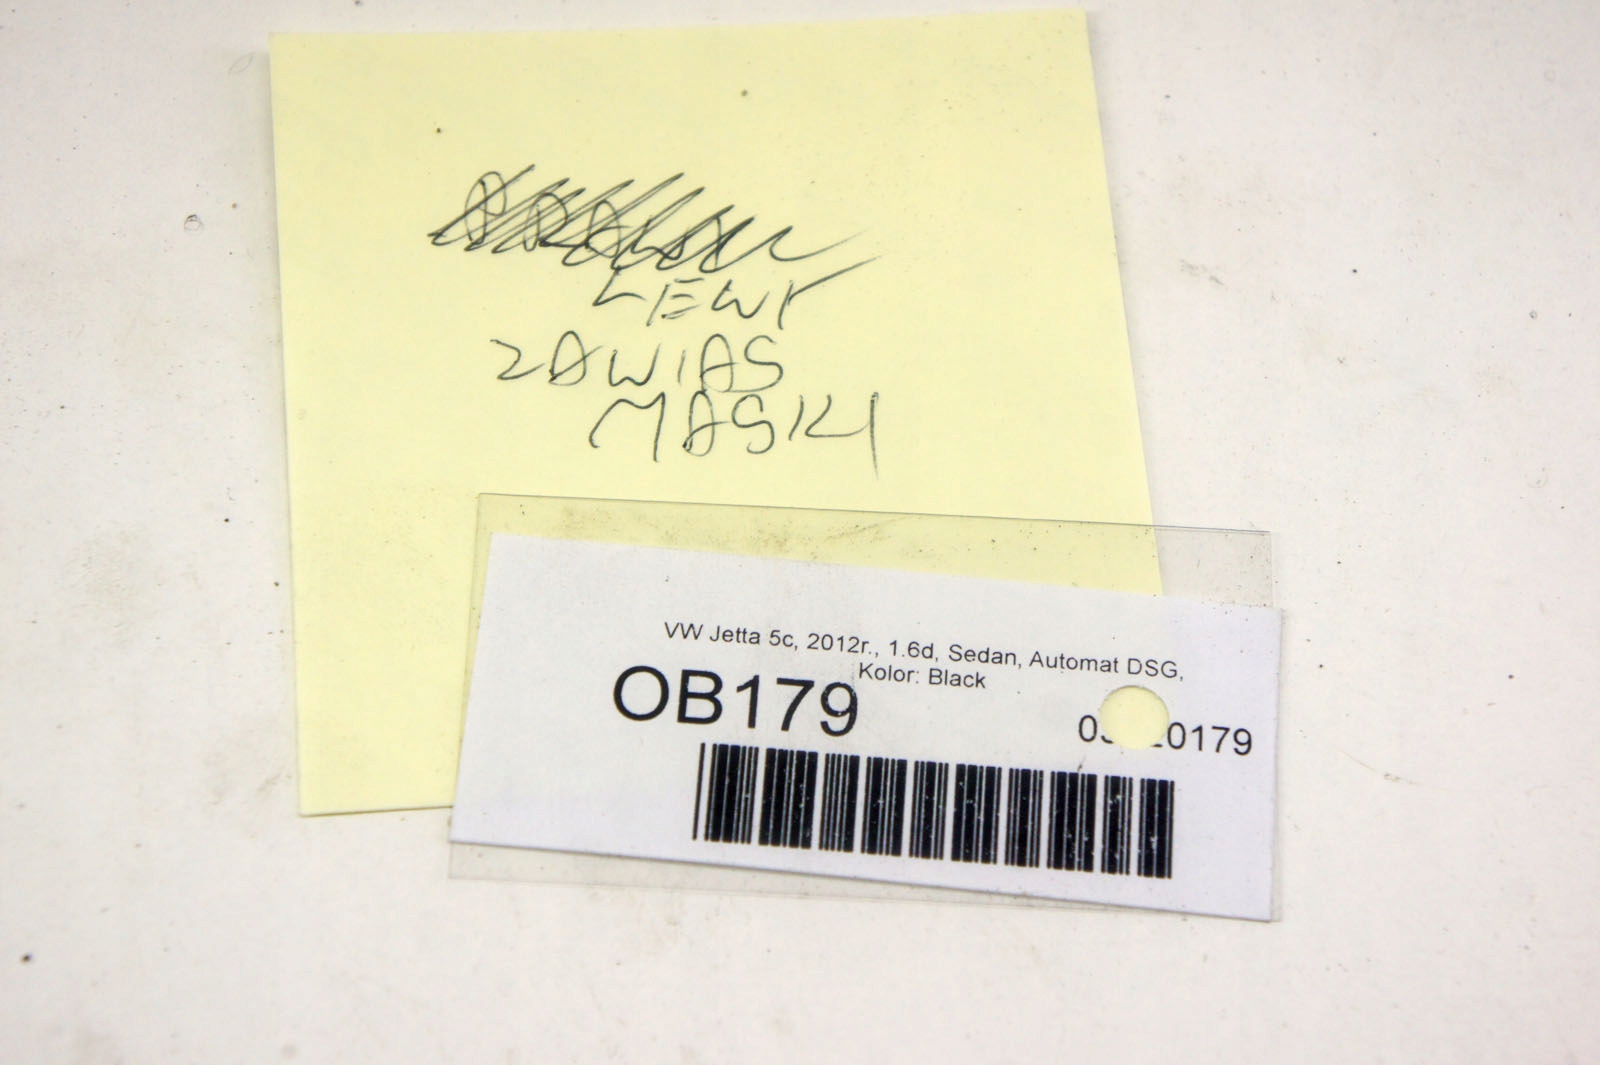 LEWY
ZAWIAS
MASKI
VW Jetta 5c, 2012r., 1.6d, Sedan, Automat DSG,
Kolor: Black
OB179